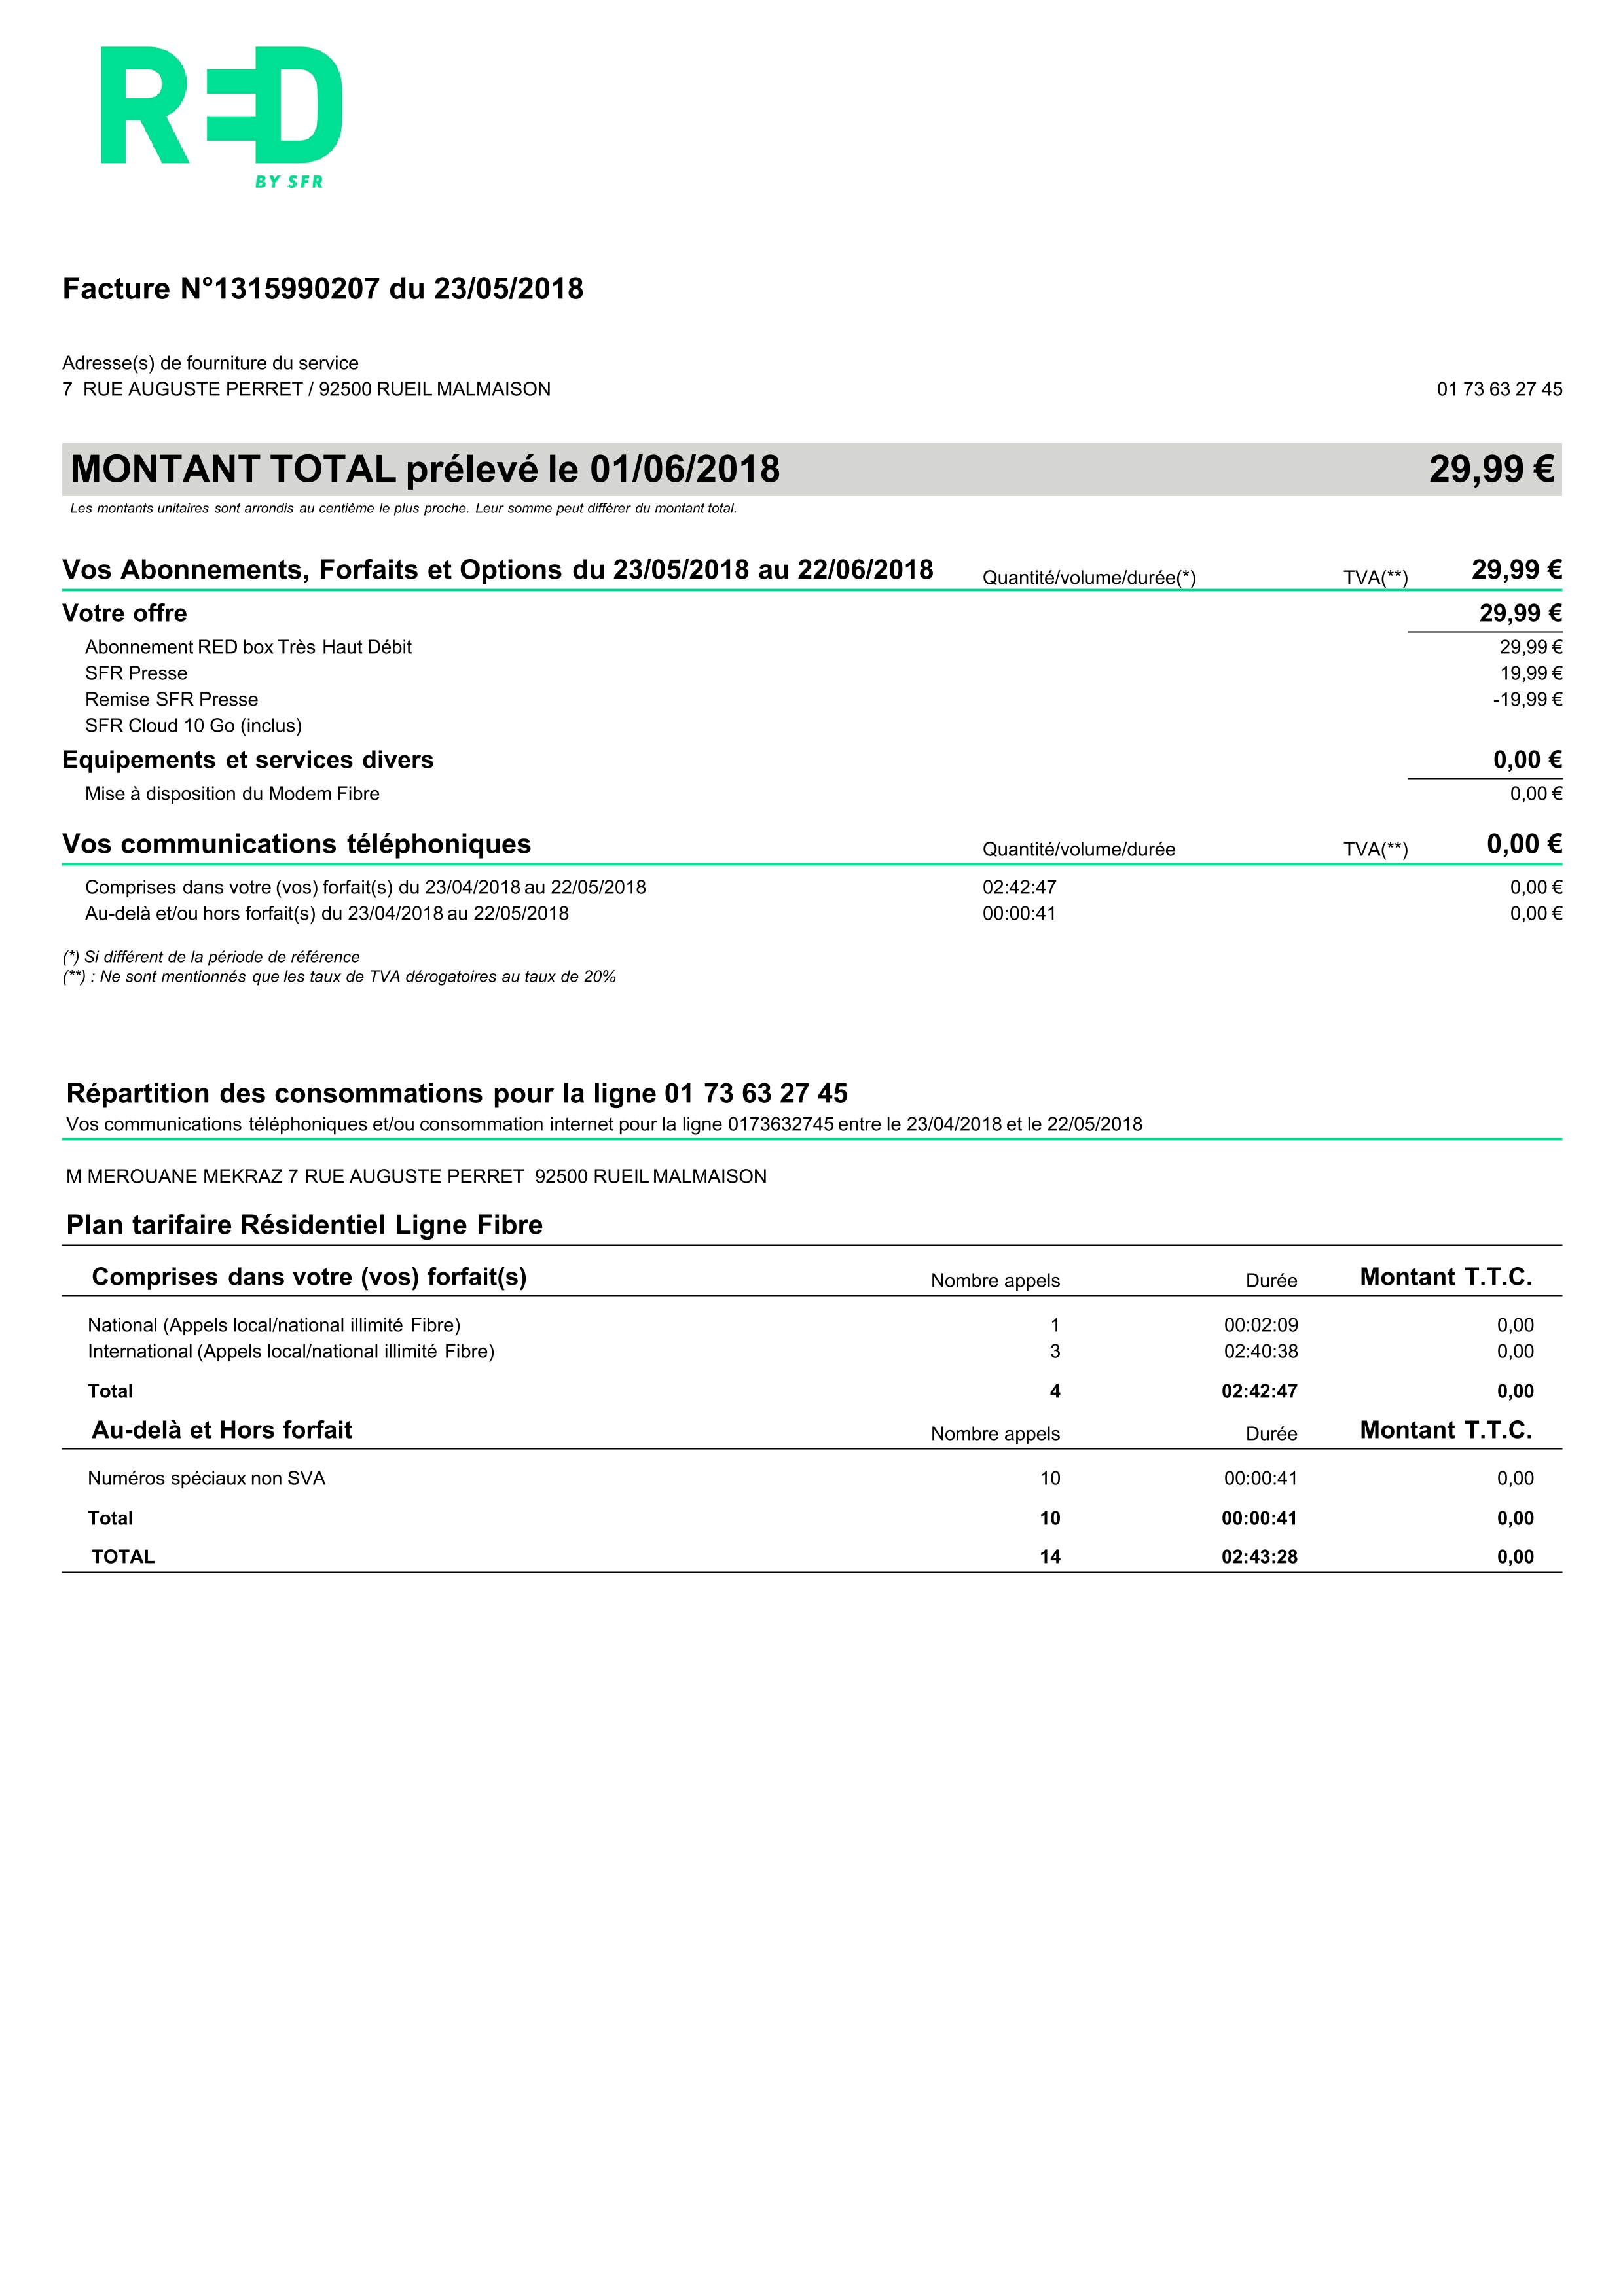 RED
BY SFR
Facture N°1315990207 du 23/05/2018
Adresse(s) de fourniture du service
7 RUE AUGUSTE PERRET / 92500 RUEIL MALMAISON 01 73 63 27 45
MONTANT TOTAL prélevé le 01/06/2018 29,99 €
Les montants unitaires sont arrondis au centième le plus proche. Leur somme peut différer du montant total.
Vos Abonnements, Forfaits et Options du 23/05/2018 au 22/06/2018 Quantité/volume/durée(*) TVA(**) 29,99 €
Votre offre 29,99 €
Abonnement RED box Très Haut Débit 29,99 €
SFR Presse 19,99 €
Remise SFR Presse -19,99 €
SFR Cloud 10 Go (inclus)
Equipements et services divers 0,00 €
Mise à disposition du Modem Fibre 0,00 €
Vos communications téléphoniques Quantité/volume/durée TVA(**) 0,00 €
Comprises dans votre (vos) forfait(s) du 23/04/2018 au 22/05/2018 02:42:47 0,00 €
Au-delà et/ou hors forfait(s) du 23/04/2018 au 22/05/2018 00:00:41 0,00 €
(*) Si différent de la période de référence
(**) : Ne sont mentionnés que les taux de TVA dérogatoires au taux de 20%
Répartition des consommations pour la ligne 01 73 63 27 45
Vos communications téléphoniques et/ou consommation internet pour la ligne 0173632745 entre le 23/04/2018 et le 22/05/2018
M MEROUANE MEKRAZ 7 RUE AUGUSTE PERRET 92500 RUEIL MALMAISON
Plan tarifaire Résidentiel Ligne Fibre
Comprises dans votre (vos) forfait(s) Nombre appels Durée Montant T.T.C.
National (Appels local/national illimité Fibre) 1 00:02:09 0,00
International (Appels local/national illimité Fibre) 3 02:40:38 0,00
Total 4 02:42:47 0,00
Au-delà et Hors forfait Nombre appels Durée Montant T.T.C.
Numéros spéciaux non SVA 10 00:00:41 0,00
Total 10 00:00:41 0,00
TOTAL 14 02:43:28 0,00